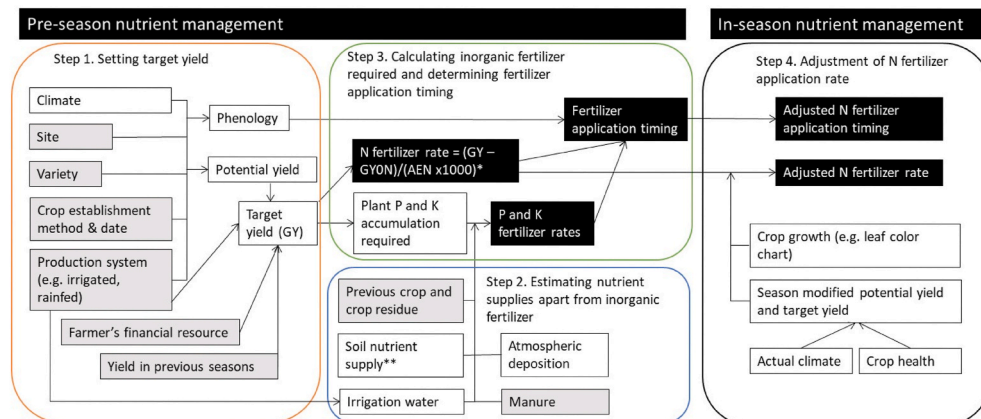 Pre-season nutrient management
In-season nutrient management
Step 1. Setting target yield
Climate
Site
Variety
Crop establishment
method & date
Production system
(e.g. irrigated,
rainfed)
Farmer's financial resource
Yield in previous seasons
Phenology
Potential yield
Target
yield (GY)
Step 3. Calculating inorganic fertilizer
required and determining fertilizer
application timing
Fertilizer
application timing
N fertilizer rate = (GY –
GY0N)/(AEN x1000)*
Plant P and K
accumulation
required
P and K
fertilizer rates
Step 2. Estimating nutrient
supplies apart from inorganic
fertilizer
Previous crop and
crop residue
Soil nutrient
supply**
Atmospheric
deposition
Irrigation water
Manure
Step 4. Adjustment of N fertilizer
application rate
Adjusted N fertilizer
application timing
Adjusted N fertilizer rate
Crop growth (e.g. leaf color
chart)
Season modified potential yield
and target yield
Actual climate
Crop health